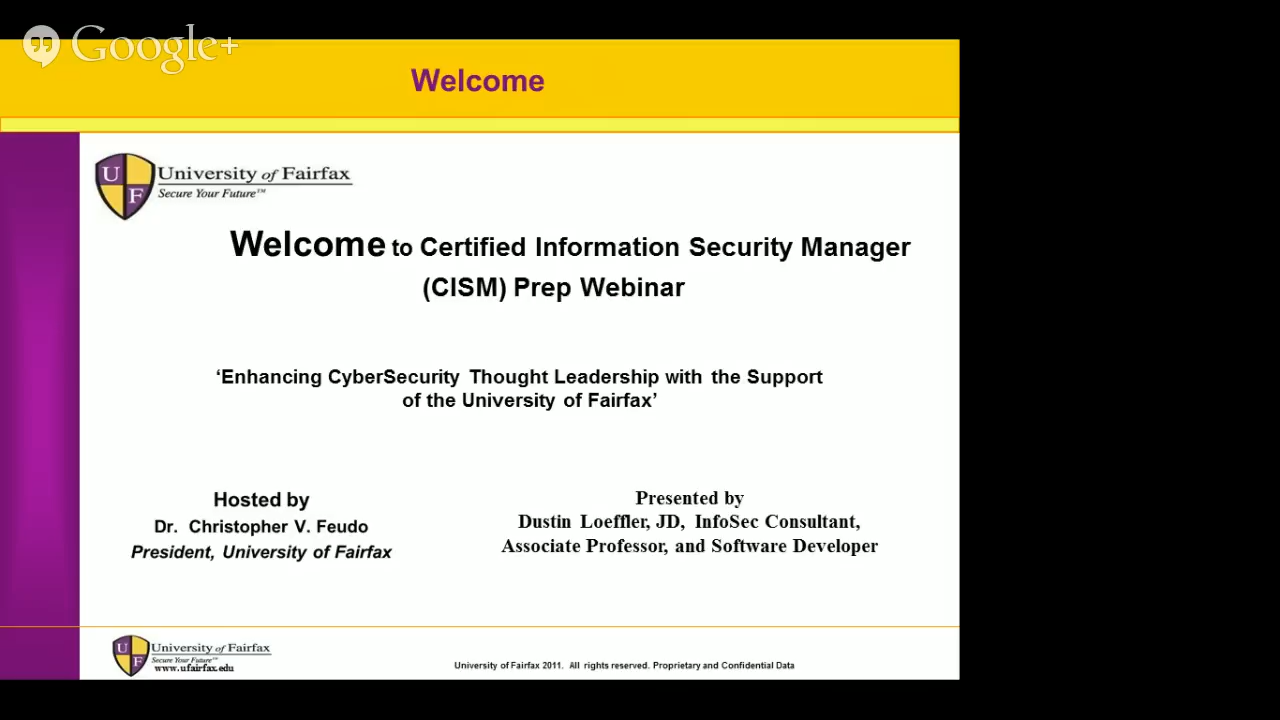 Google+
Welcome
U
F
University of Fairfax
Secure Your Future™
Welcome to Certified Information Security Manager
(CISM) Prep Webinar
‘Enhancing CyberSecurity Thought Leadership with the Support
of the University of Fairfax’
Hosted by
Dr. Christopher V. Feudo
President, University of Fairfax
Presented by
Dustin Loeffler, JD, InfoSec Consultant,
Associate Professor, and Software Developer
U
F
University of Fairfax
Secure Your Future™
www.ufairfax.edu
University of Fairfax 2011. All rights reserved. Proprietary and Confidential Data